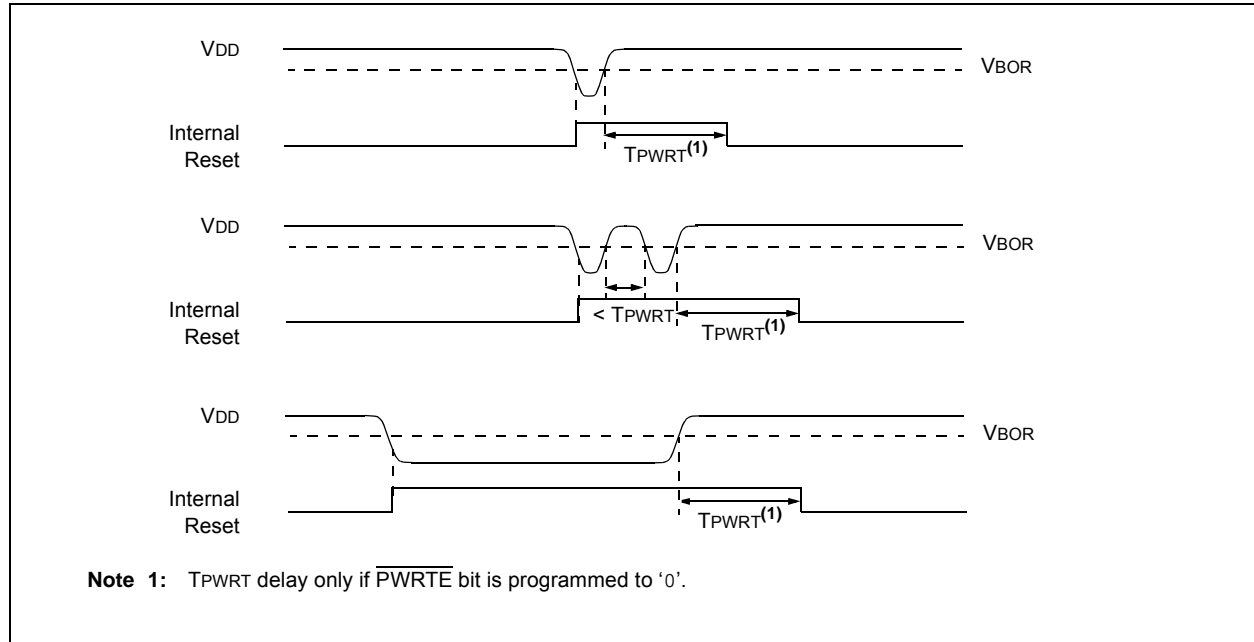 VDD
VBOR
Internal
Reset
TPWRT(1)
VDD
VBOR
Internal
Reset
< TPWRT
TPWRT(1)
VDD
VBOR
Internal
Reset
TPWRT(1)
Note 1: TPWRT delay only if PWRTE bit is programmed to ‘0’.